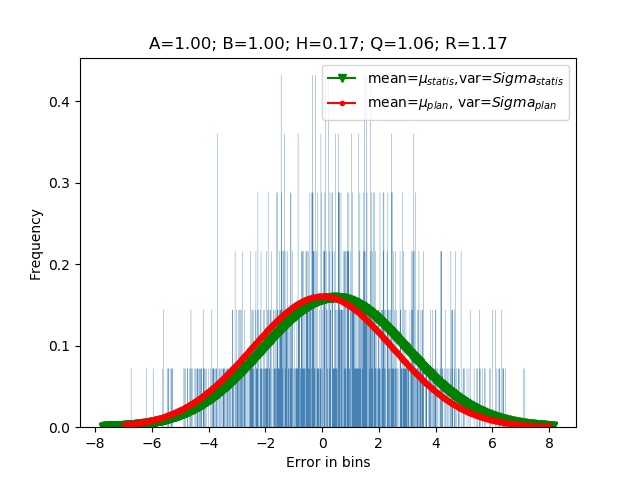 A=1.00; B=1.00; H=0.17; Q=1.06; R=1.17
mean=μstatis,var=Sigmastatis
mean=μplan, var=Sigmaplan
0.4
0.3
0.2
0.1
0.0
Frequency
−8 −6 −4 −2 0 2 4 6 8
Error in bins